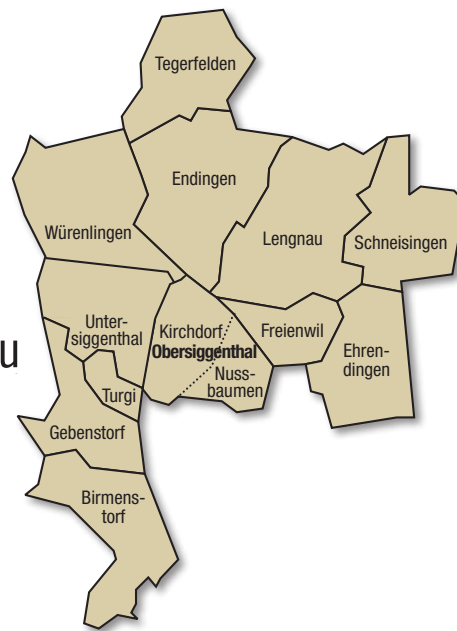 Tegerfelden
Endingen
Würenlingen
Lengnau
Schneisingen
Unter-
siggenthal
Kirchdorf
Obersiggenthal
Nuss-
baumen
Freienwil
Ehren-
dingen
u
Turgi
Gebenstorf
Birmens-
torf